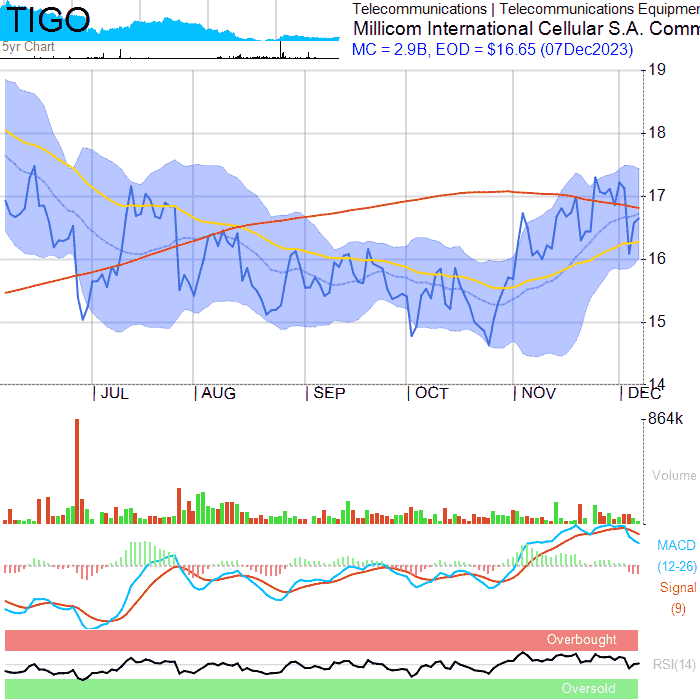 TIGO
5yr Chart
Telecommunications | Telecommunications Equipmen
Millicom International Cellular S.A. Comm
MC = 2.9B, EOD = $16.65 (07Dec2023)
19
18
17
16
15
14
JUL AUG SEP OCT NOV DEC
864k
Volume
MACD
(12-26)
Signal
(9)
Overbought
RSI(14)
Oversold